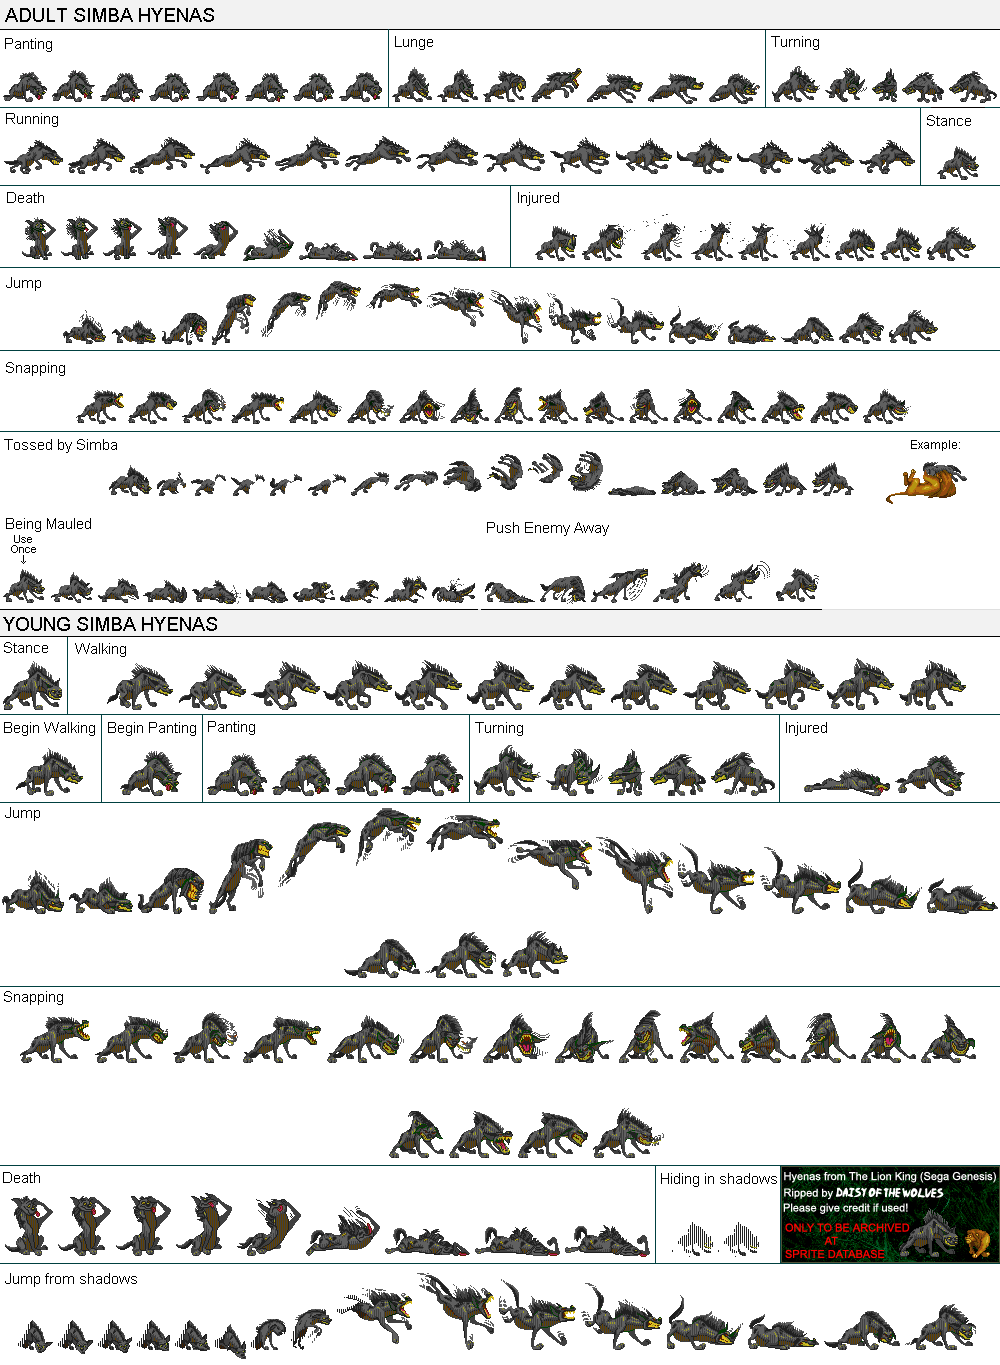 ADULT SIMBA HYENAS
Panting
Lunge
Turning
Running
Stance
Death
Injured
Jump
Snapping
Tossed by Simba
Example:
Being Mauled
Use
Once
Push Enemy Away
YOUNG SIMBA HYENAS
Stance
Walking
Begin Walking
Begin Panting
Panting
Turning
Injured
Jump
Snapping
Death
Hiding in shadows
Hyenas from The Lion King (Sega Genesis)
Ripped by DAISY OF THE WOLVES
Please give credit if used!
ONLY TO BE ARCHIVED
AT
SPRITE DATABASE
Jump from shadows